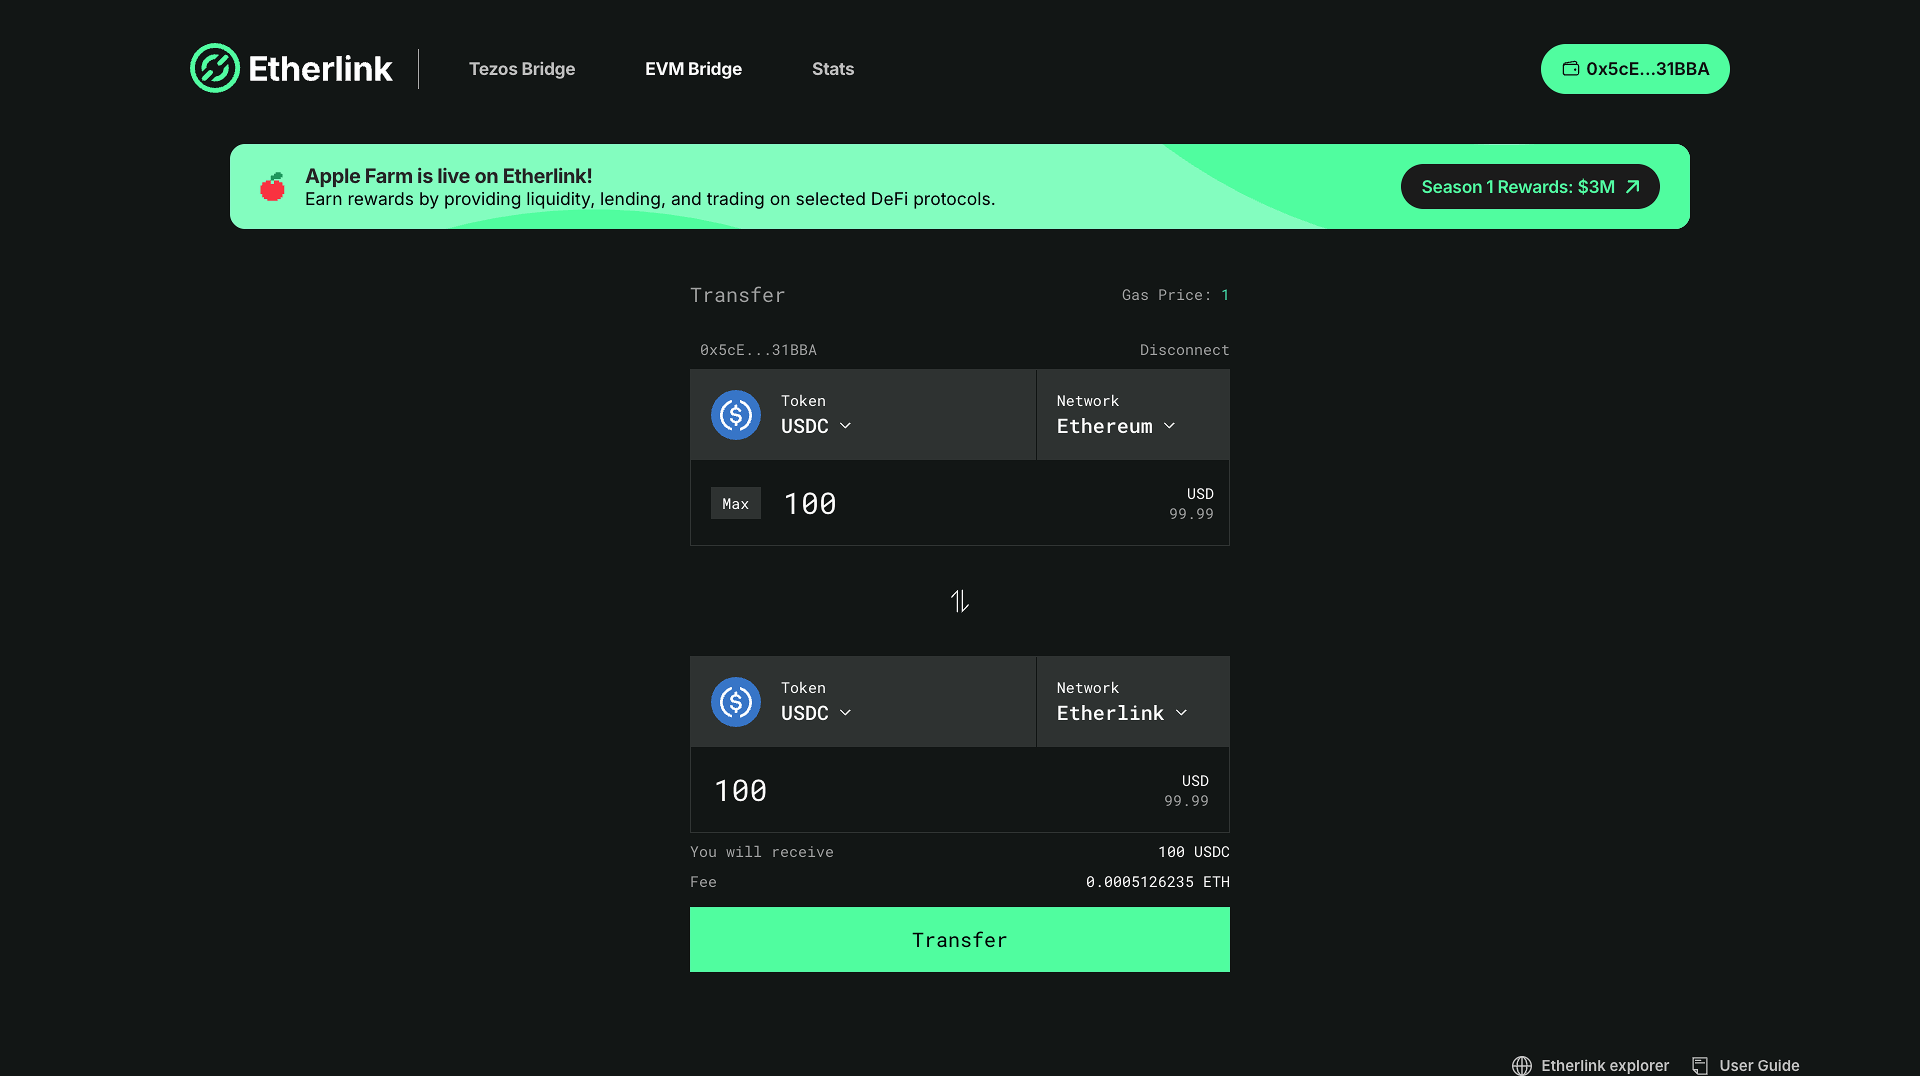 Etherlink
Tezos Bridge
EVM Bridge
Stats
0x5cE...31BBA
Apple Farm is live on Etherlink!
Earn rewards by providing liquidity, lending, and trading on selected DeFi protocols.
Season 1 Rewards: $3M
Transfer
Gas Price: 1
0x5cE...31BBA
Disconnect
Token
USDC
Network
Ethereum
Max
100
USD
99.99
Token
USDC
Network
Etherlink
100
USD
99.99
You will receive
100 USDC
Fee
0.0005126235 ETH
Transfer
Etherlink explorer
User Guide